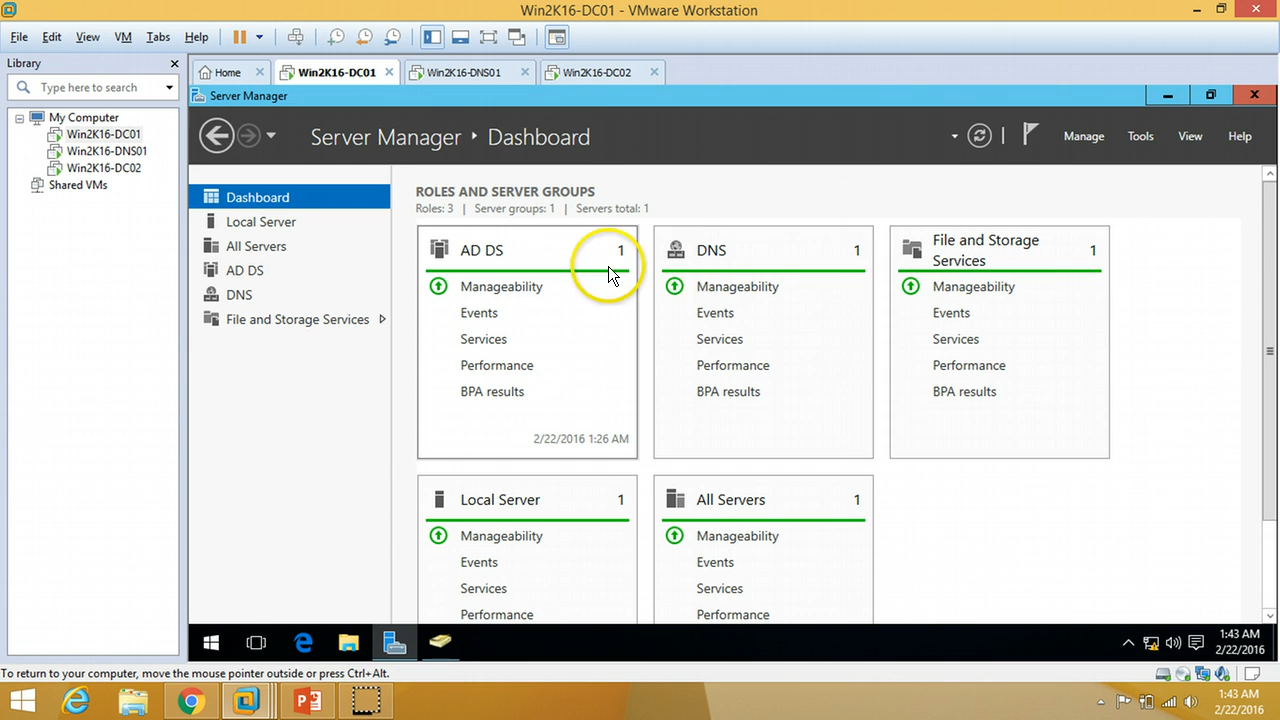 Win2K16-DC01 - VMware Workstation
File Edit View VM Tabs Help
Library
Type here to search
My Computer
Win2K16-DC01
Win2K16-DNS01
Win2K16-DC02
Shared VMs
Home Win2K16-DC01 Win2K16-DNS01 Win2K16-DC02
Server Manager
Server Manager Dashboard
Manage Tools View Help
Dashboard
Local Server
All Servers
AD DS
DNS
File and Storage Services
ROLES AND SERVER GROUPS
Roles: 3 | Server groups: 1 | Servers total: 1
AD DS 1
Manageability
Events
Services
Performance
BPA results
2/22/2016 1:26 AM
DNS 1
Manageability
Events
Services
Performance
BPA results
File and Storage
Services 1
Manageability
Events
Services
Performance
BPA results
Local Server 1
Manageability
Events
Services
Performance
All Servers 1
Manageability
Events
Services
Performance
1:43 AM
2/22/2016
To return to your computer, move the mouse pointer outside or press Ctrl+Alt.
1:43 AM
2/22/2016